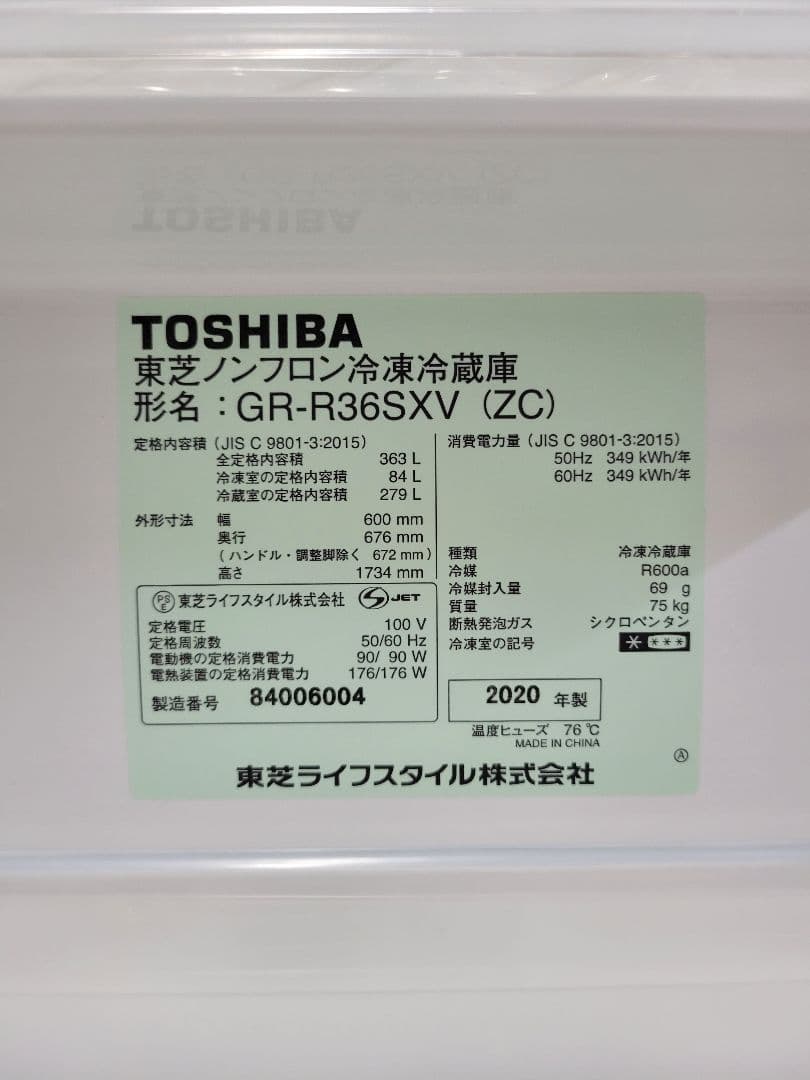 TOSHIBA
東芝ノンフロン冷凍冷蔵庫
形名：GR-R36SXV (ZC)
定格内容積 (JIS C 9801-3:2015)
全定格内容積 363 L
冷凍室の定格内容積 84 L
冷蔵室の定格内容積 279 L
外形寸法 幅 600 mm
奥行 676 mm
(ハンドル・調整脚除く 672 mm)
高さ 1734 mm
PSE 東芝ライフスタイル株式会社 JET
定格電圧 100 V
定格周波数 50/60 Hz
電動機の定格消費電力 90/ 90 W
電熱装置の定格消費電力 176/176 W
製造番号 84006004
消費電力量 (JIS C 9801-3:2015)
50Hz 349 kWh/年
60Hz 349 kWh/年
種類 冷凍冷蔵庫
冷媒 R600a
冷媒封入量 69 g
質量 75 kg
断熱発泡ガス シクロペンタン
冷凍室の記号 * ***
2020 年製
温度ヒューズ 76 ℃
MADE IN CHINA
Ⓐ
東芝ライフスタイル株式会社